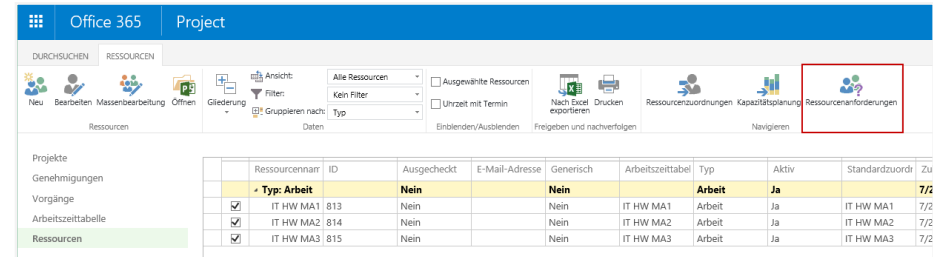 Office 365 Project
DURCHSUCHEN RESSOURCEN
Neu Bearbeiten Massenbearbeitung Öffnen
Ressourcen
Gliederung
Ansicht: Alle Ressourcen
Filter: Kein Filter
Gruppieren nach: Typ
Daten
Ausgewählte Ressourcen
Uhrzeit mit Termin
Einblenden/Ausblenden
Nach Excel exportieren Drucken
Freigeben und nachverfolgen
Ressourcenzuordnungen Kapazitätsplanung Ressourcenanforderungen
Navigieren
Projekte
Genehmigungen
Vorgänge
Arbeitszeittabelle
Ressourcen
Ressourcennam ID Ausgecheckt E-Mail-Adresse Generisch Arbeitszeittabel Typ Aktiv Standardzuordr Zu
Typ: Arbeit Nein Nein Arbeit Ja 7/2
IT HW MA1 813 Nein Nein IT HW MA1 Arbeit Ja IT HW MA1 7/2
IT HW MA2 814 Nein Nein IT HW MA2 Arbeit Ja IT HW MA2 7/2
IT HW MA3 815 Nein Nein IT HW MA3 Arbeit Ja IT HW MA3 7/2